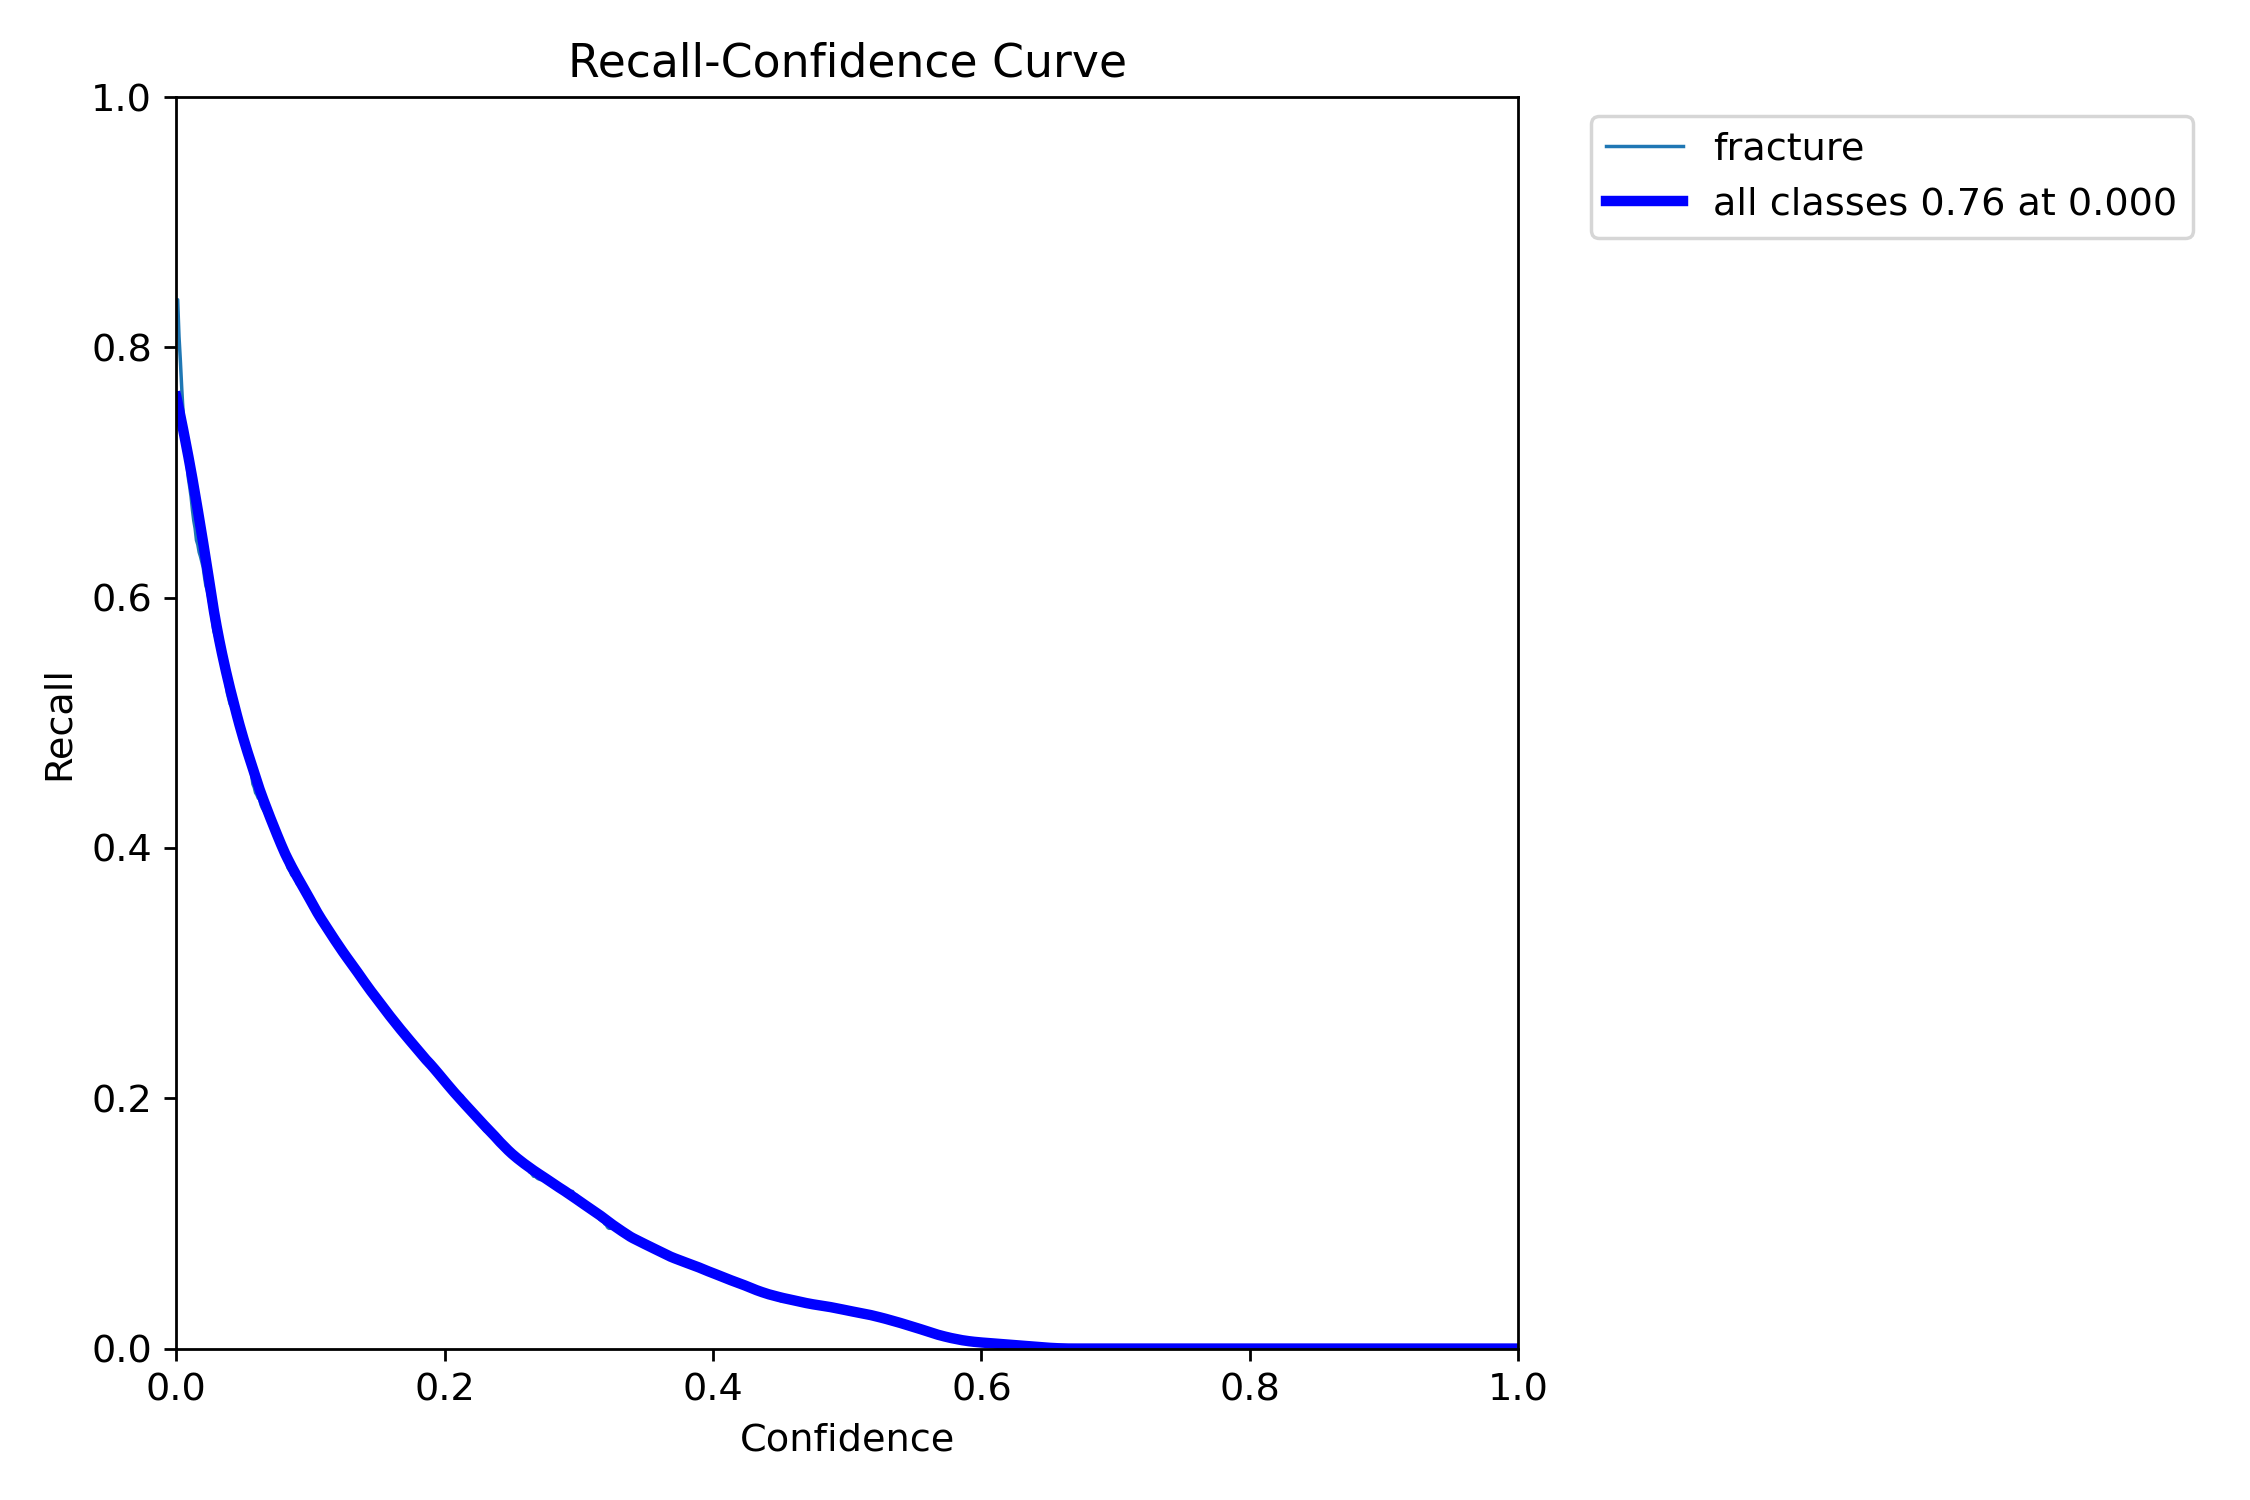 Recall-Confidence Curve
1.0
0.8
0.6
0.4
0.2
0.0
Recall
0.0 0.2 0.4 0.6 0.8 1.0
Confidence
fracture
all classes 0.76 at 0.000